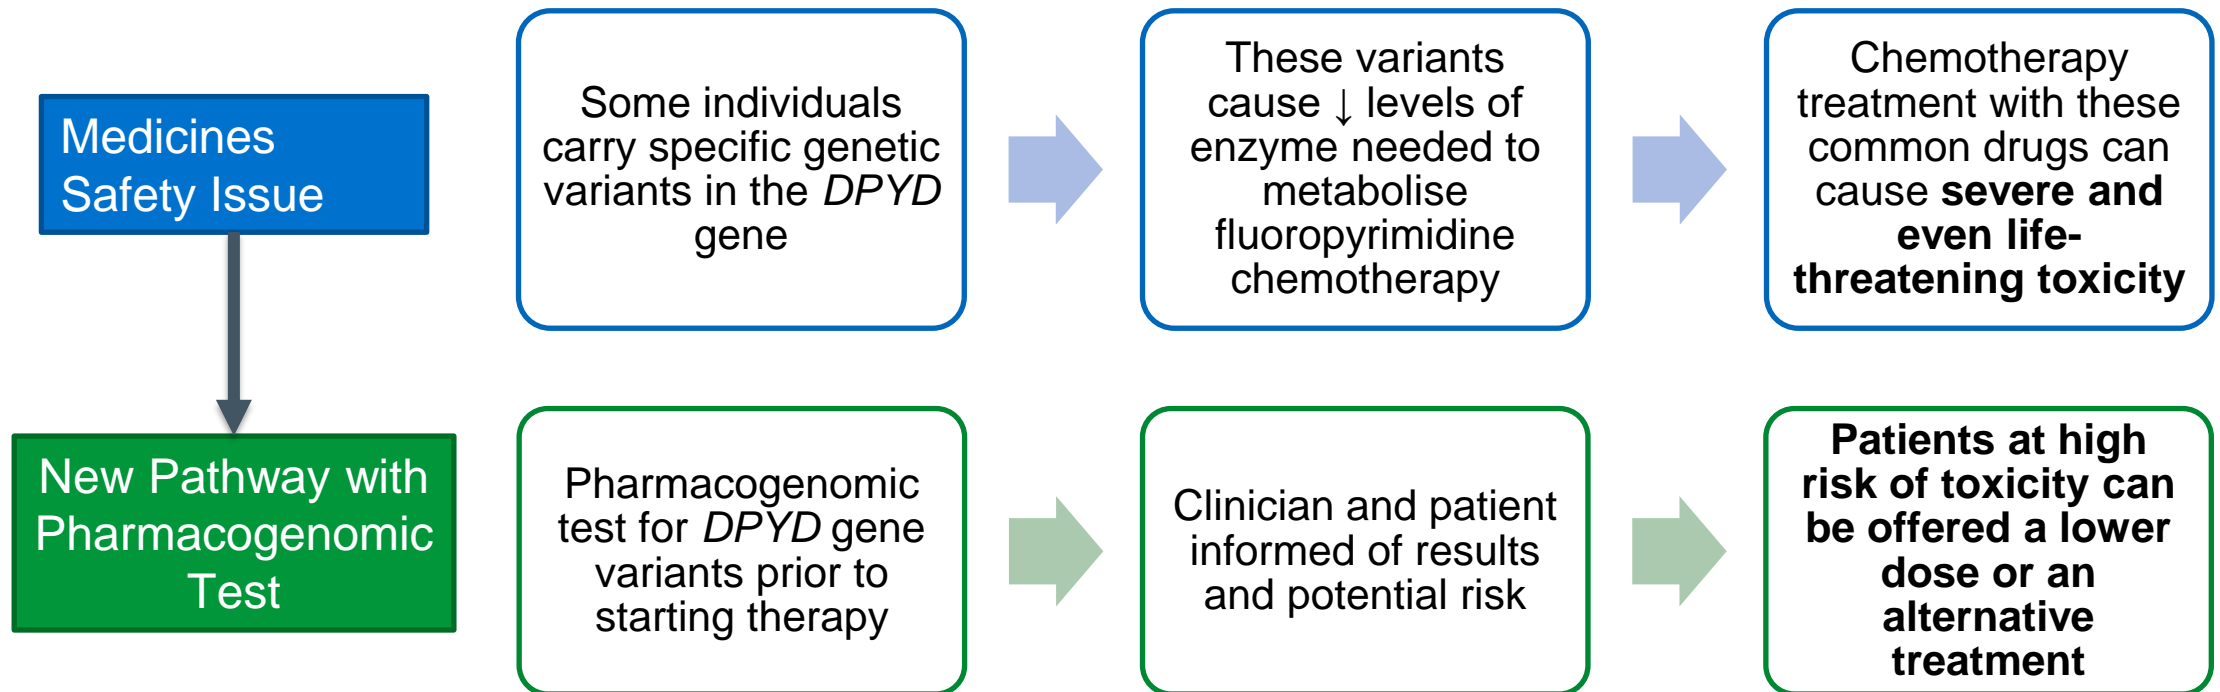 Medicines
Safety Issue
Some individuals
carry specific genetic
variants in the DPYD
gene
These variants
cause ↓ levels of
enzyme needed to
metabolise
fluoropyrimidine
chemotherapy
Chemotherapy
treatment with these
common drugs can
cause severe and
even life-
threatening toxicity
New Pathway with
Pharmacogenomic
Test
Pharmacogenomic
test for DPYD gene
variants prior to
starting therapy
Clinician and patient
informed of results
and potential risk
Patients at high
risk of toxicity can
be offered a lower
dose or an
alternative
treatment